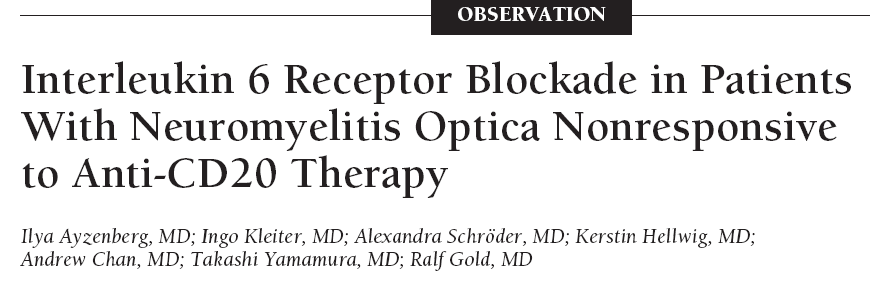 OBSERVATION
Interleukin 6 Receptor Blockade in Patients
With Neuromyelitis Optica Nonresponsive
to Anti-CD20 Therapy
Ilya Ayzenberg, MD; Ingo Kleiter, MD; Alexandra Schröder, MD; Kerstin Hellwig, MD;
Andrew Chan, MD; Takashi Yamamura, MD; Ralf Gold, MD